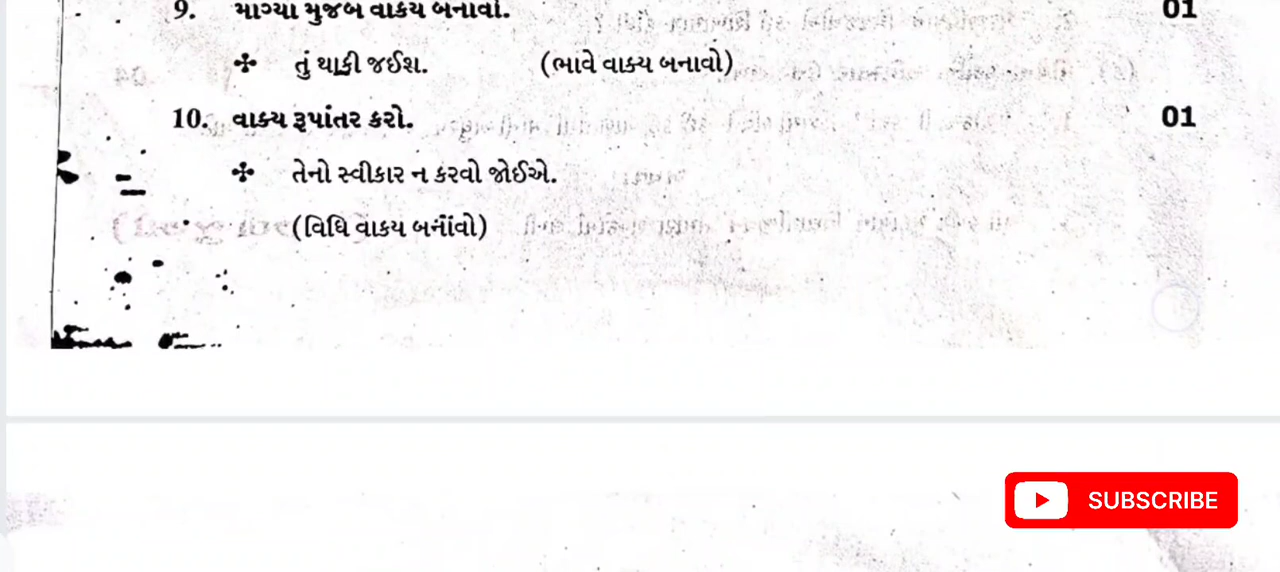 9. માગ્યા મુજબ વાક્ય બનાવો. 01
✣ તું થાકી જઈશ. (ભાવે વાક્ય બનાવો)
10. વાક્ય રૂપાંતર કરો. 01
✣ તેનો સ્વીકાર ન કરવો જોઈએ.
(વિધિ વાક્ય બનાવો)
SUBSCRIBE